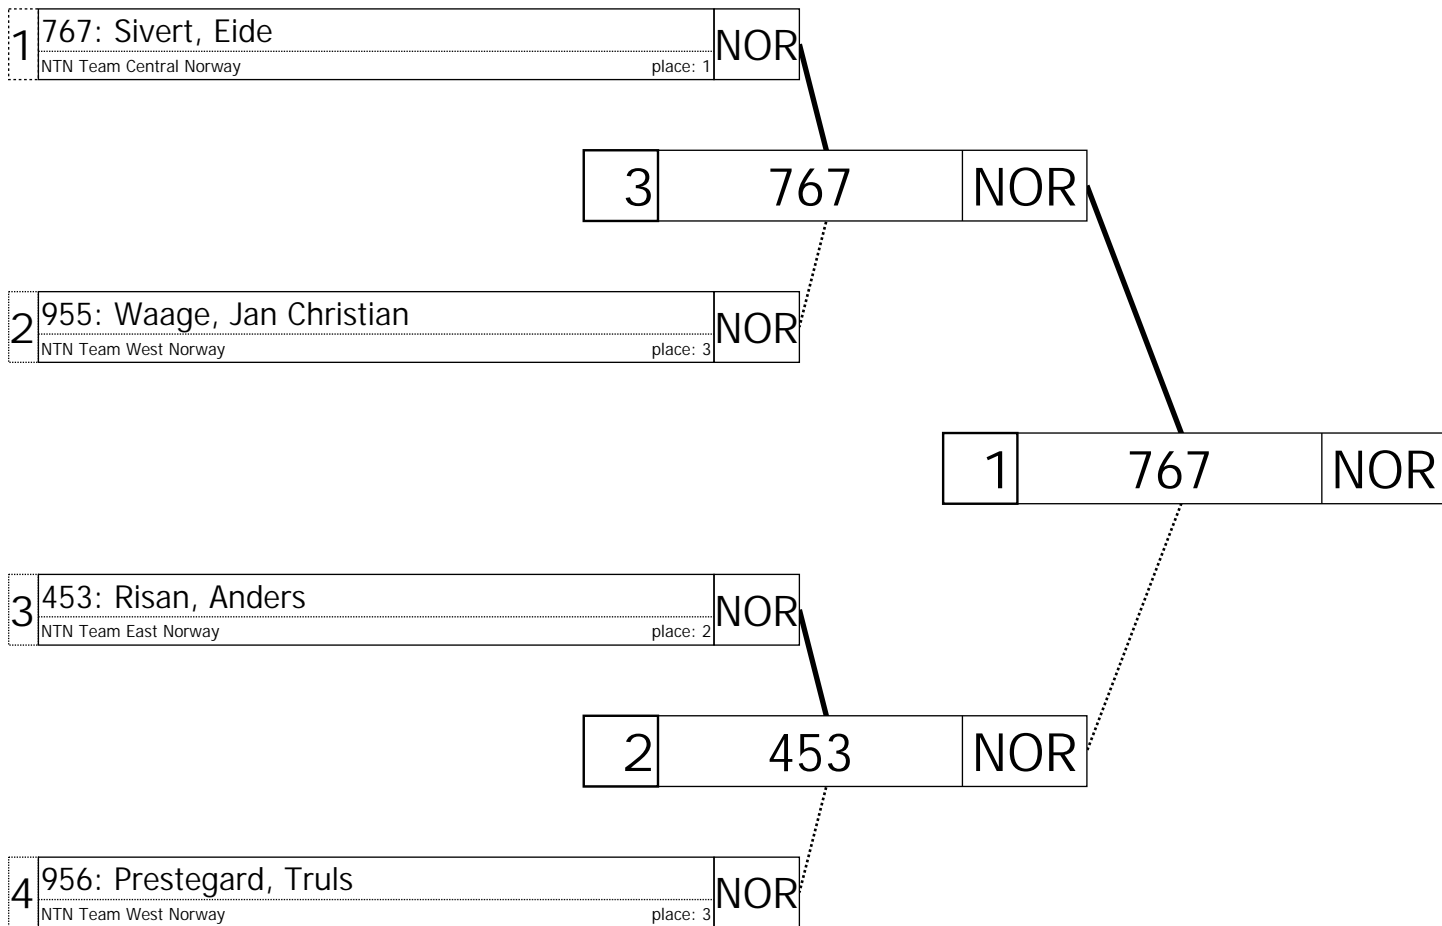 1
767: Sivert, Eide
NTN Team Central Norway place: 1
NOR
3 767 NOR
2
955: Waage, Jan Christian
NTN Team West Norway place: 3
NOR
1 767 NOR
3
453: Risan, Anders
NTN Team East Norway place: 2
NOR
2 453 NOR
4
956: Prestegard, Truls
NTN Team West Norway place: 3
NOR